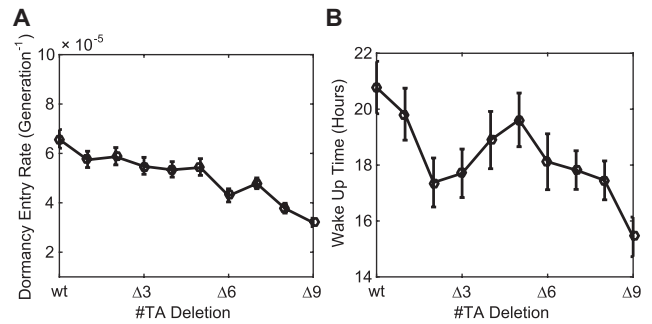 A
B
× 10⁻⁵
Dormancy Entry Rate (Generation⁻¹)
10
8
6
4
2
wt
Δ3
Δ6
Δ9
#TA Deletion
Wake Up Time (Hours)
22
20
18
16
14
wt
Δ3
Δ6
Δ9
#TA Deletion